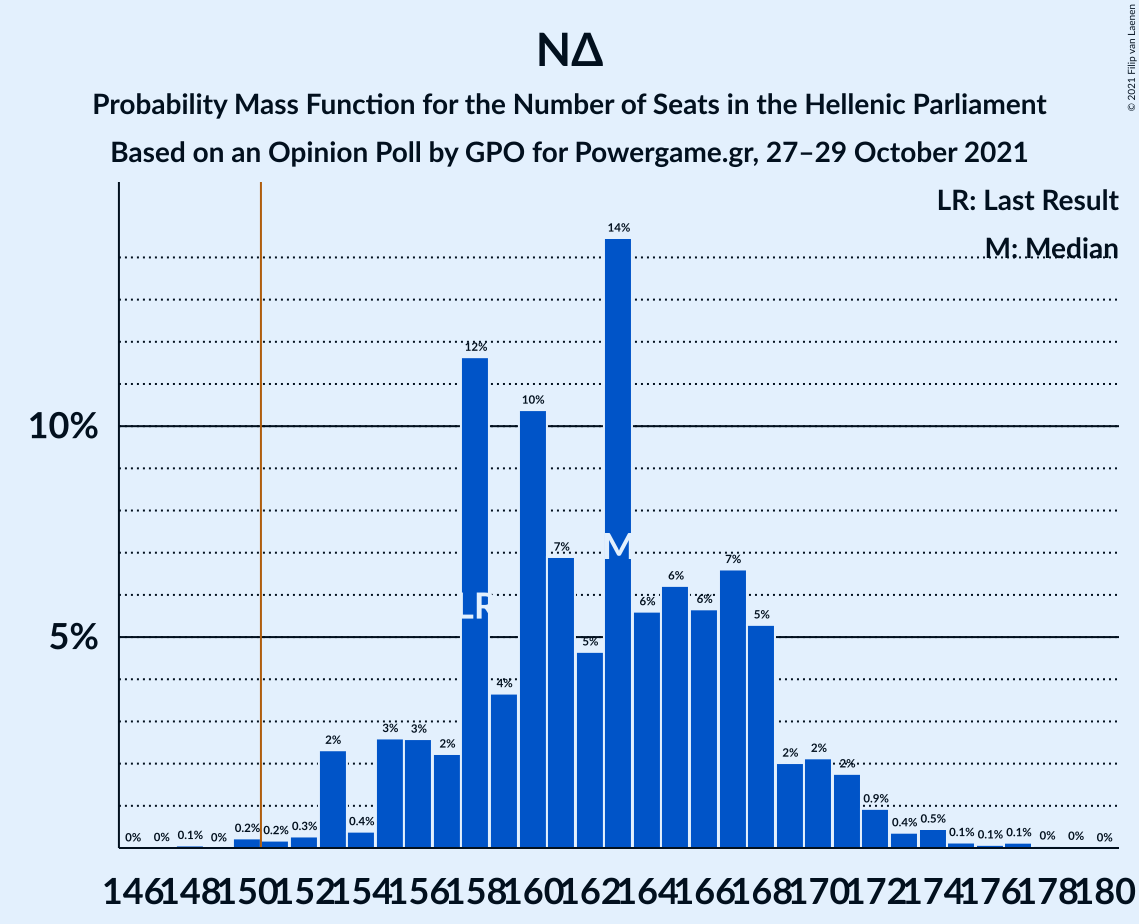 ΝΔ
Probability Mass Function for the Number of Seats in the Hellenic Parliament
Based on an Opinion Poll by GPO for Powergame.gr, 27–29 October 2021
© 2021 Filip van Laenen
LR: Last Result
M: Median
10%
5%
0% 0% 0.1% 0% 0.2% 0.2% 0.3% 2% 0.4% 3% 3% 2% 12% 4% 10% 7% 5% 14% 6% 6% 6% 7% 5% 2% 2% 2% 0.9% 0.4% 0.5% 0.1% 0.1% 0.1% 0% 0% 0%
LR
M
146 148 150 152 154 156 158 160 162 164 166 168 170 172 174 176 178 180